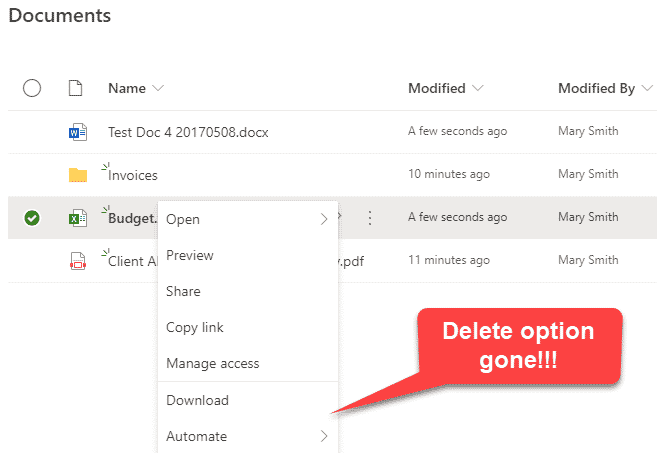 Documents
Name Modified Modified By
Test Doc 4 20170508.docx A few seconds ago Mary Smith
Invoices 10 minutes ago Mary Smith
Budget. A few seconds ago Mary Smith
Client A y.pdf 11 minutes ago Mary Smith
Open
Preview
Share
Copy link
Manage access
Download
Automate
Delete option
gone!!!